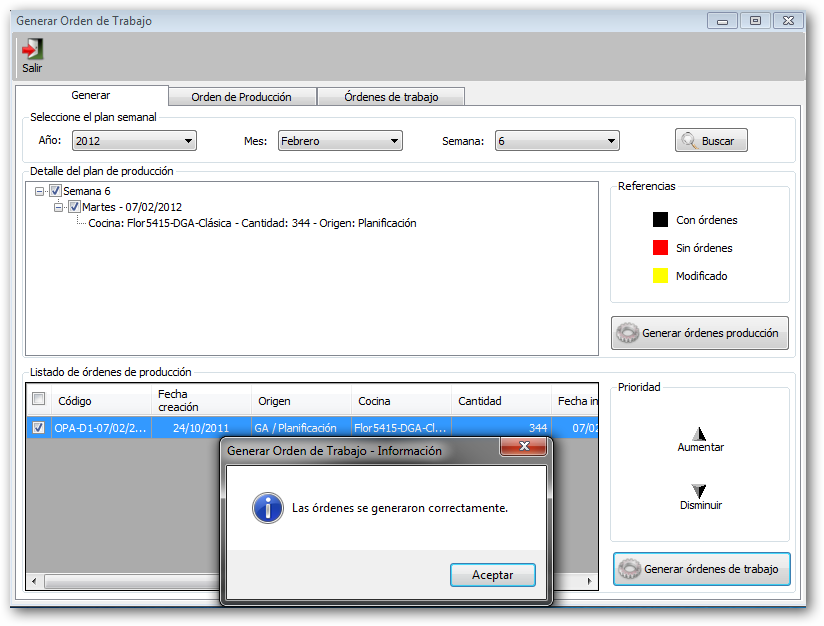 Generar Orden de Trabajo
Salir
Generar
Orden de Producción
Órdenes de trabajo
Seleccione el plan semanal
Año: 2012 Mes: Febrero Semana: 6 Buscar
Detalle del plan de producción
Semana 6
Martes - 07/02/2012
Cocina: Flor5415-DGA-Clásica - Cantidad: 344 - Origen: Planificación
Referencias
Con órdenes
Sin órdenes
Modificado
Generar órdenes producción
Listado de órdenes de producción
Código Fecha creación Origen Cocina Cantidad Fecha in
OPA-D1-07/02/2... 24/10/2011 GA / Planificación Flor5415-DGA-Cl... 344 07/02
Prioridad
Aumentar
Disminuir
Generar órdenes de trabajo
Generar Orden de Trabajo - Información
Las órdenes se generaron correctamente.
Aceptar